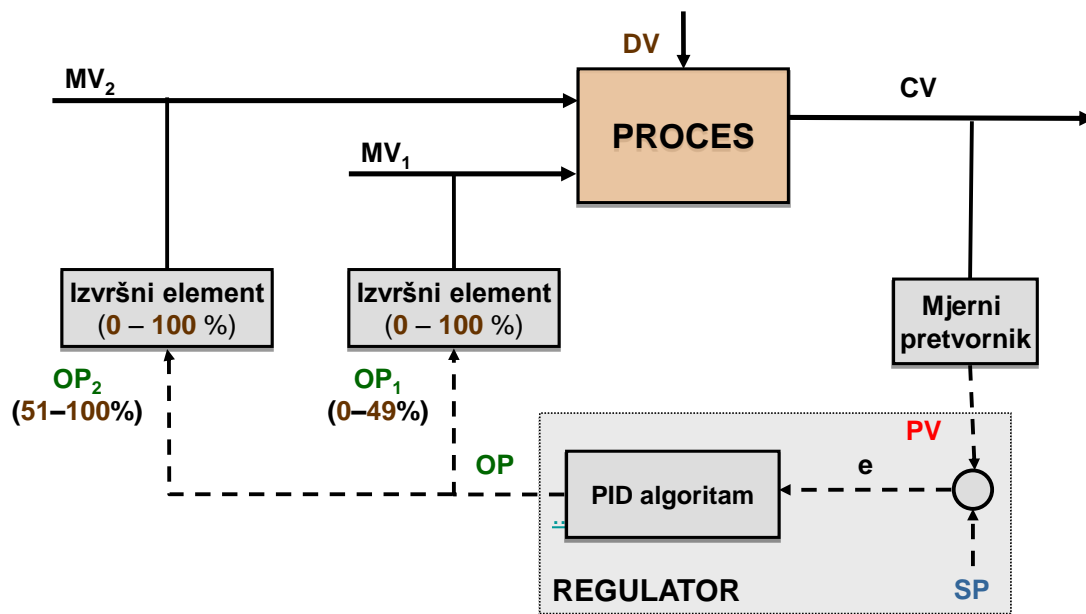 DV
MV₂
CV
PROCES
MV₁
Izvršni element
(0 – 100 %)
Izvršni element
(0 – 100 %)
Mjerni
pretvornik
OP₂
(51–100%)
OP₁
(0–49%)
PV
OP
e
PID algoritam
REGULATOR
SP